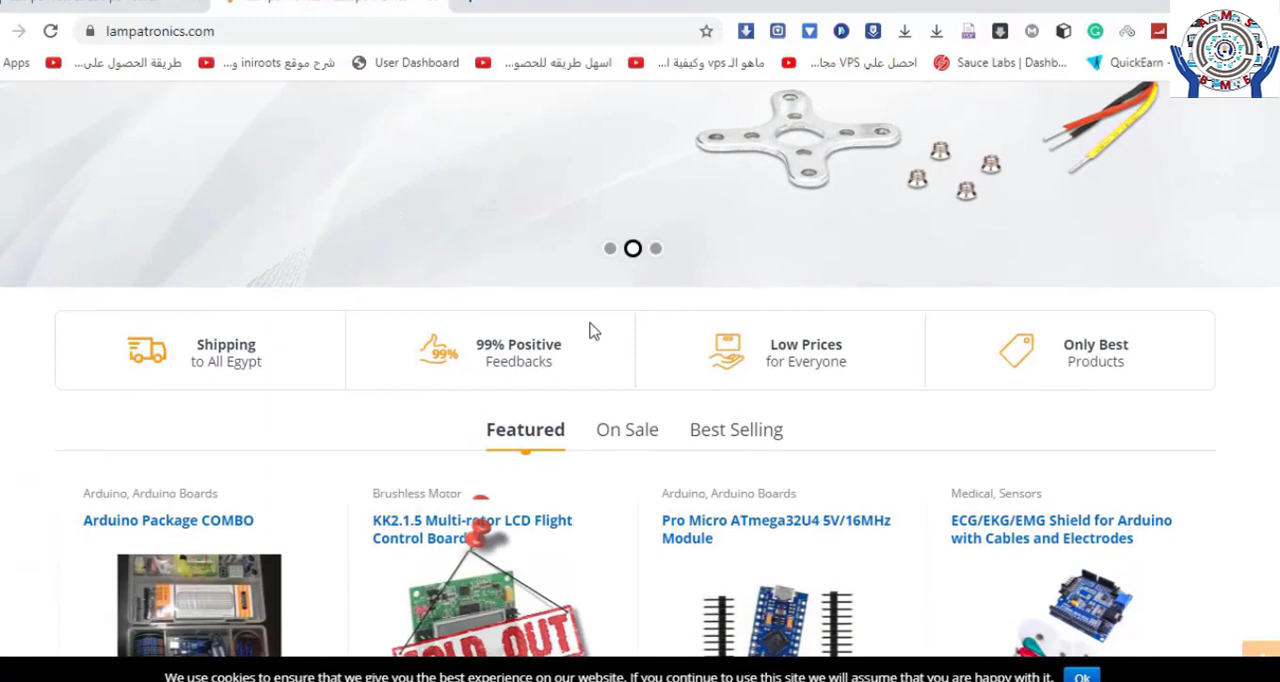 lampatronics.com
Apps
طريقة الحصول على...
شرح موقع iniroots و...
User Dashboard
اسهل طريقه للحصو...
ماهو الـ vps وكيفية ا...
احصل علي VPS مجا...
Sauce Labs | Dashb...
QuickEarn -
AMS
BME
Shipping
to All Egypt
99%
99% Positive
Feedbacks
Low Prices
for Everyone
Only Best
Products
Featured On Sale Best Selling
Arduino, Arduino Boards
Arduino Package COMBO
Brushless Motor
KK2.1.5 Multi-rotor LCD Flight
Control Board
SOLD OUT
Arduino, Arduino Boards
Pro Micro ATmega32U4 5V/16MHz
Module
Medical, Sensors
ECG/EKG/EMG Shield for Arduino
with Cables and Electrodes
We use cookies to ensure that we give you the best experience on our website. If you continue to use this site we will assume that you are happy with it.
Ok